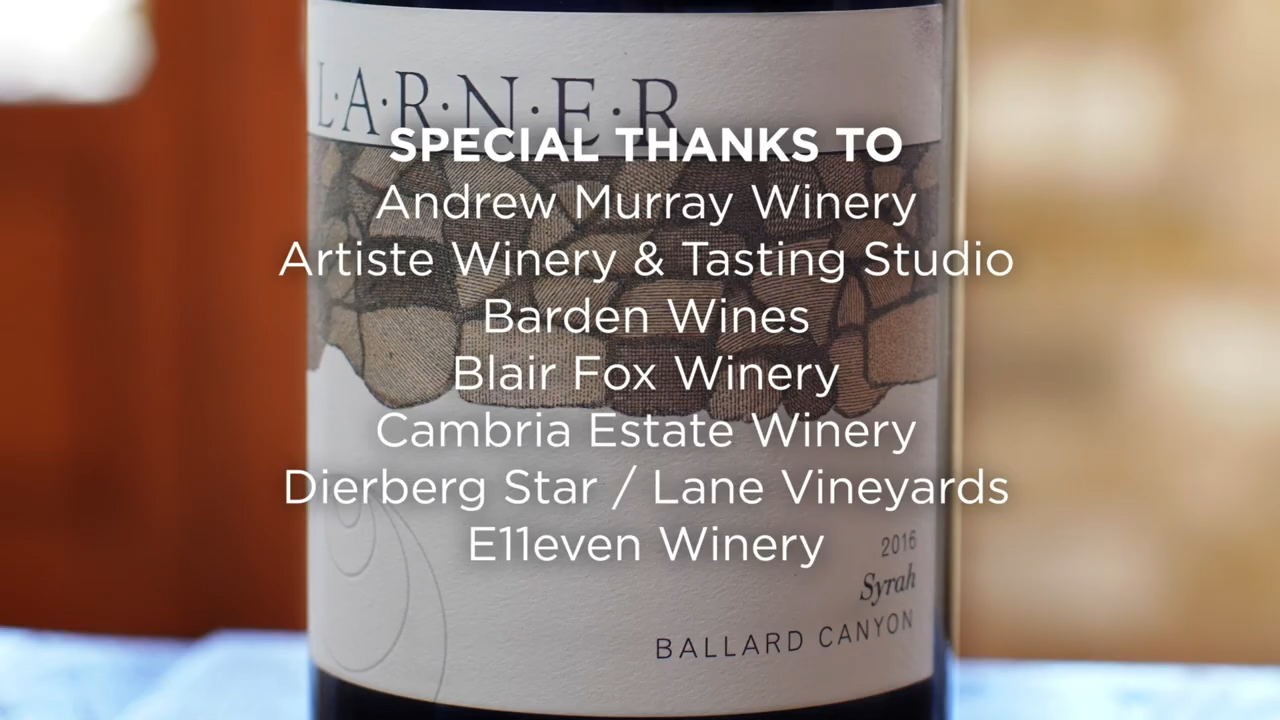 L·A·R·N·E·R
SPECIAL THANKS TO
Andrew Murray Winery
Artiste Winery & Tasting Studio
Barden Wines
Blair Fox Winery
Cambria Estate Winery
Dierberg Star / Lane Vineyards
E11even Winery
2016
Syrah
BALLARD CANYON